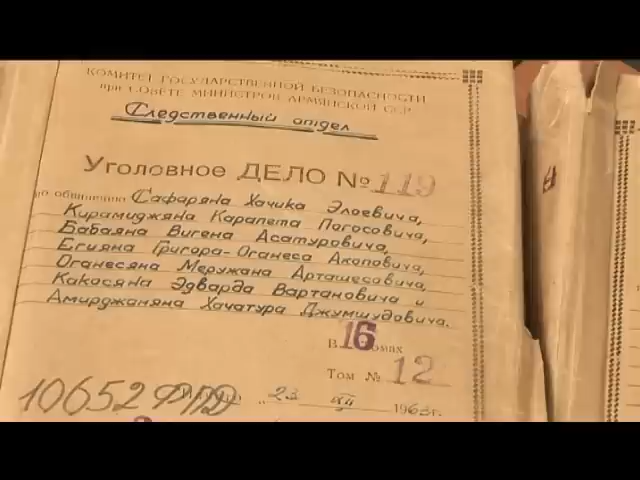 КОМИТЕТ ГОСУДАРСТВЕННОЙ БЕЗОПАСНОСТИ
при СОВЕТЕ МИНИСТРОВ АРМЯНСКОЙ ССР
Следственный отдел
Уголовное ДЕЛО № 119
по обвинению Сафаряна Хачика Элоевича,
Кирамиджяна Карапета Погосовича,
Бабаяна Вигена Асатуровича,
Егияна Григора-Оганеса Акоповича,
Оганесяна Меружана Арташесовича,
Какосяна Эдварда Вартановича и
Амирджаняна Хачатура Джумшудовича.
В 16 томах
Том № 12
10652 ФПД „23 XII 1963 г.